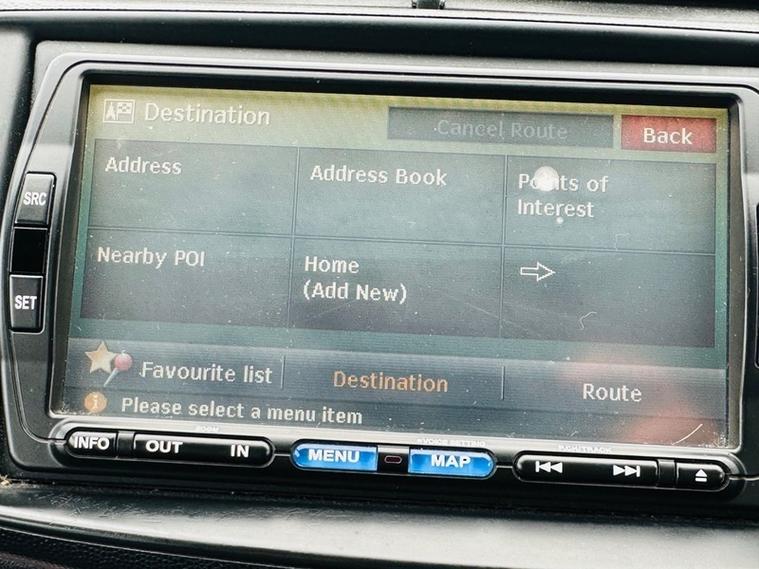 Destination
Cancel Route
Back
Address
Address Book
Points of
Interest
SRC
Nearby POI
Home
(Add New)
SET
Favourite list
Destination
Route
i
Please select a menu item
ZOOM
INFO
OUT
IN
MENU
MAP